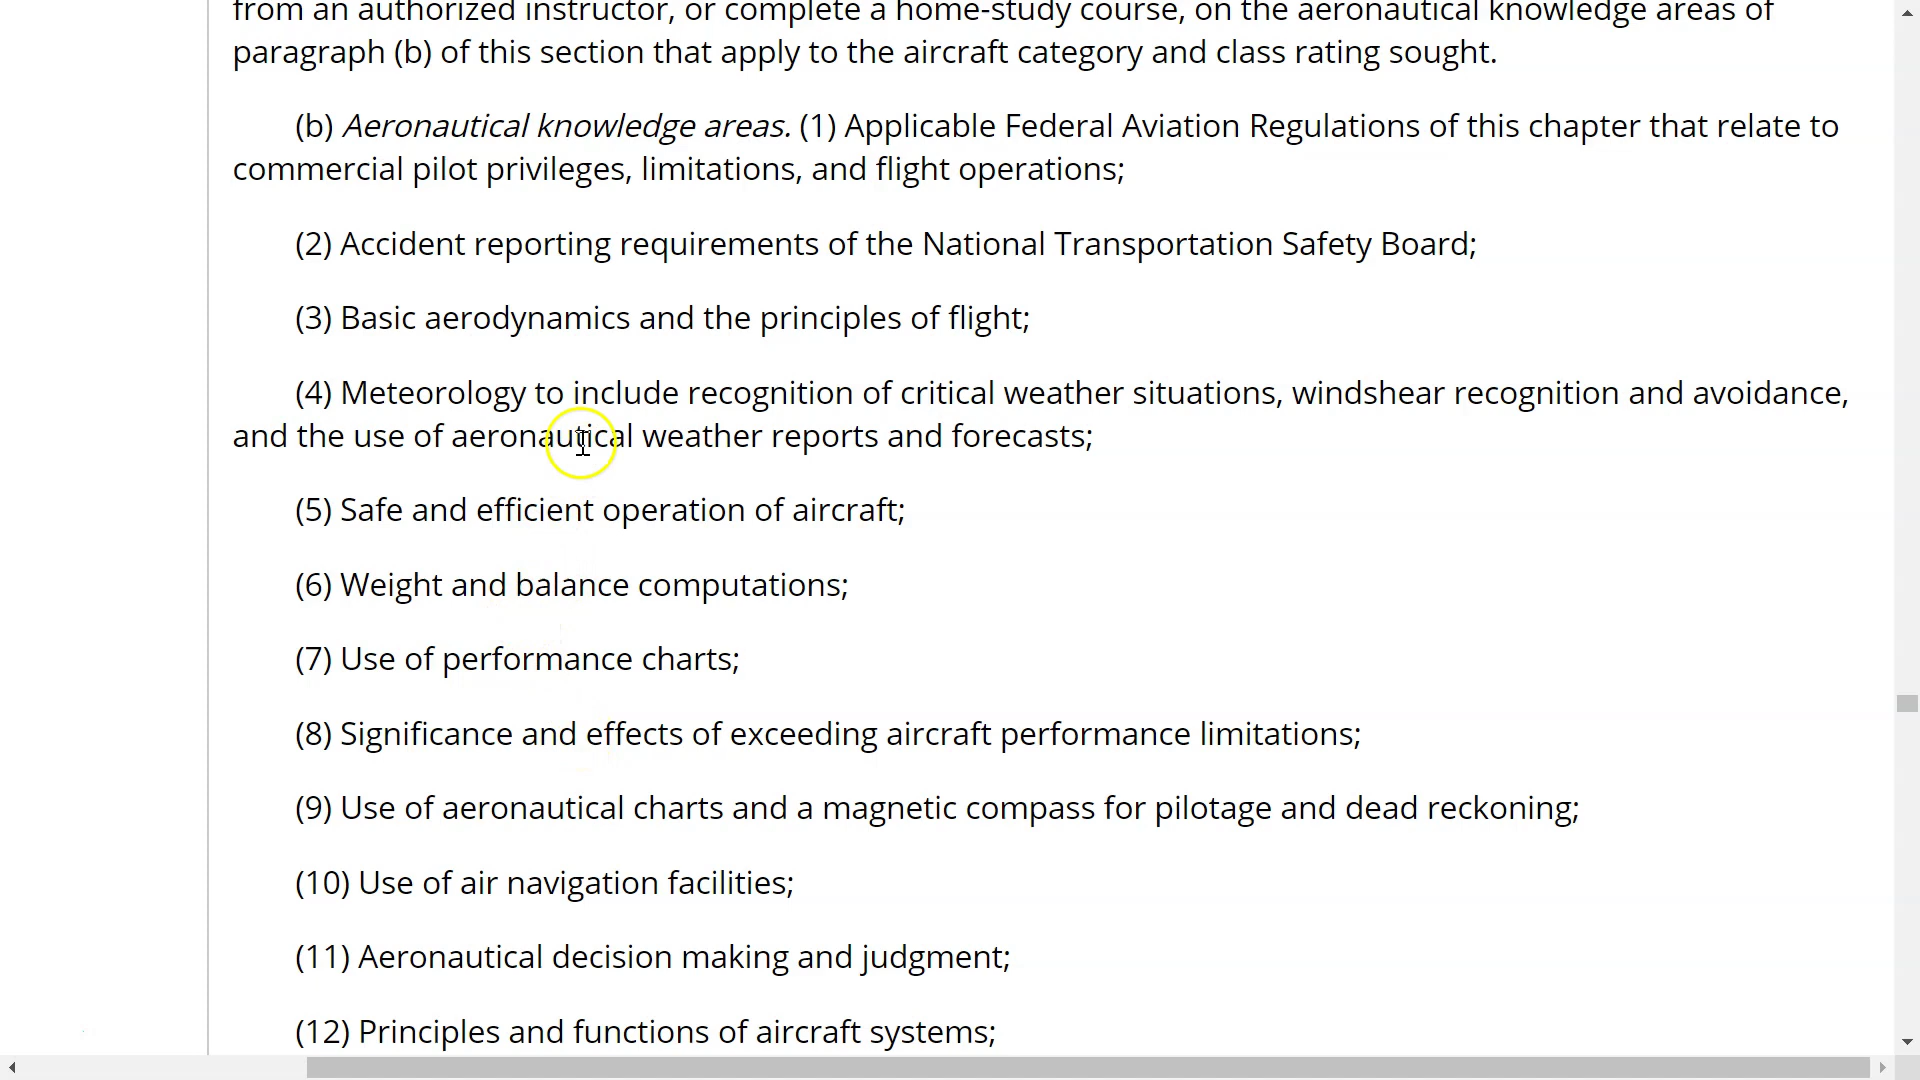 from an authorized instructor, or complete a home-study course, on the aeronautical knowledge areas of
paragraph (b) of this section that apply to the aircraft category and class rating sought.
(b) Aeronautical knowledge areas. (1) Applicable Federal Aviation Regulations of this chapter that relate to
commercial pilot privileges, limitations, and flight operations;
(2) Accident reporting requirements of the National Transportation Safety Board;
(3) Basic aerodynamics and the principles of flight;
(4) Meteorology to include recognition of critical weather situations, windshear recognition and avoidance,
and the use of aeronautical weather reports and forecasts;
(5) Safe and efficient operation of aircraft;
(6) Weight and balance computations;
(7) Use of performance charts;
(8) Significance and effects of exceeding aircraft performance limitations;
(9) Use of aeronautical charts and a magnetic compass for pilotage and dead reckoning;
(10) Use of air navigation facilities;
(11) Aeronautical decision making and judgment;
(12) Principles and functions of aircraft systems;